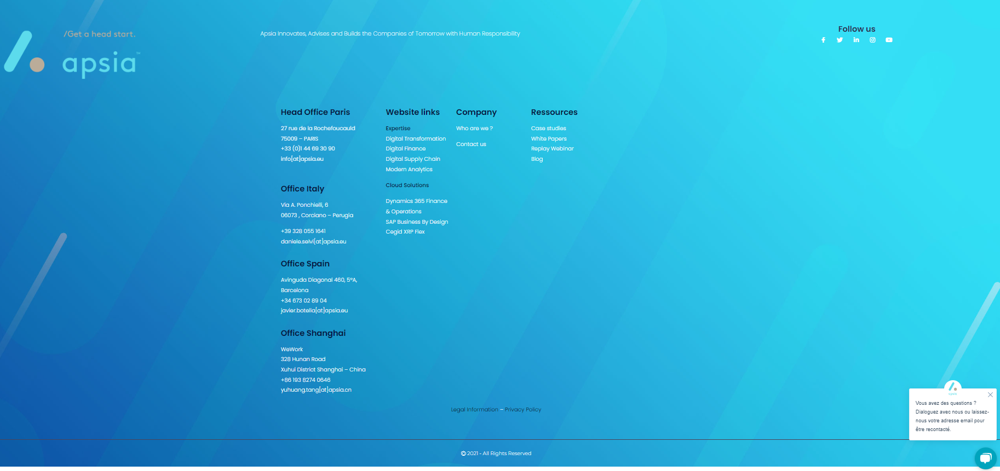 /Get a head start.
apsia™
Apsia Innovates, Advises and Builds the Companies of Tomorrow with Human Responsibility
Follow us
Head Office Paris
27 rue de la Rochefoucauld
75009 – PARIS
+33 (0)1 44 69 30 90
info[at]apsia.eu
Office Italy
Via A. Ponchielli, 6
06073 , Corciano – Perugia
+39 328 055 1641
daniele.selvi[at]apsia.eu
Office Spain
Avinguda Diagonal 460, 5ºA,
Barcelona
+34 673 02 89 04
javier.botella[at]apsia.eu
Office Shanghai
WeWork
328 Hunan Road
Xuhui District Shanghai – China
+86 193 8274 0646
yuhuang.tang[at]apsia.cn
Website links
Expertise
Digital Transformation
Digital Finance
Digital Supply Chain
Modern Analytics
Cloud Solutions
Dynamics 365 Finance
& Operations
SAP Business By Design
Cegid XRP Flex
Company
Who are we ?
Contact us
Ressources
Case studies
White Papers
Replay Webinar
Blog
Legal Information – Privacy Policy
© 2021 - All Rights Reserved
apsia
Vous avez des questions ?
Dialoguez avec nous ou laissez-
nous votre adresse email pour
être recontacté.